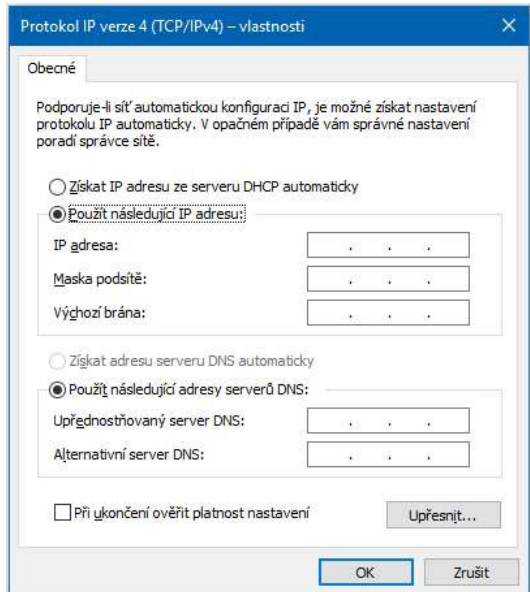 Protokol IP verze 4 (TCP/IPv4) – vlastnosti
Obecné
Podporuje-li síť automatickou konfiguraci IP, je možné získat nastavení
protokolu IP automaticky. V opačném případě vám správné nastavení
poradí správce sítě.
Získat IP adresu ze serveru DHCP automaticky
Použít následující IP adresu:
IP adresa: . . .
Maska podsítě: . . .
Výchozí brána: . . .
Získat adresu serveru DNS automaticky
Použít následující adresy serverů DNS:
Upřednostňovaný server DNS: . . .
Alternativní server DNS: . . .
Při ukončení ověřit platnost nastavení Upřesnit...
OK Zrušit